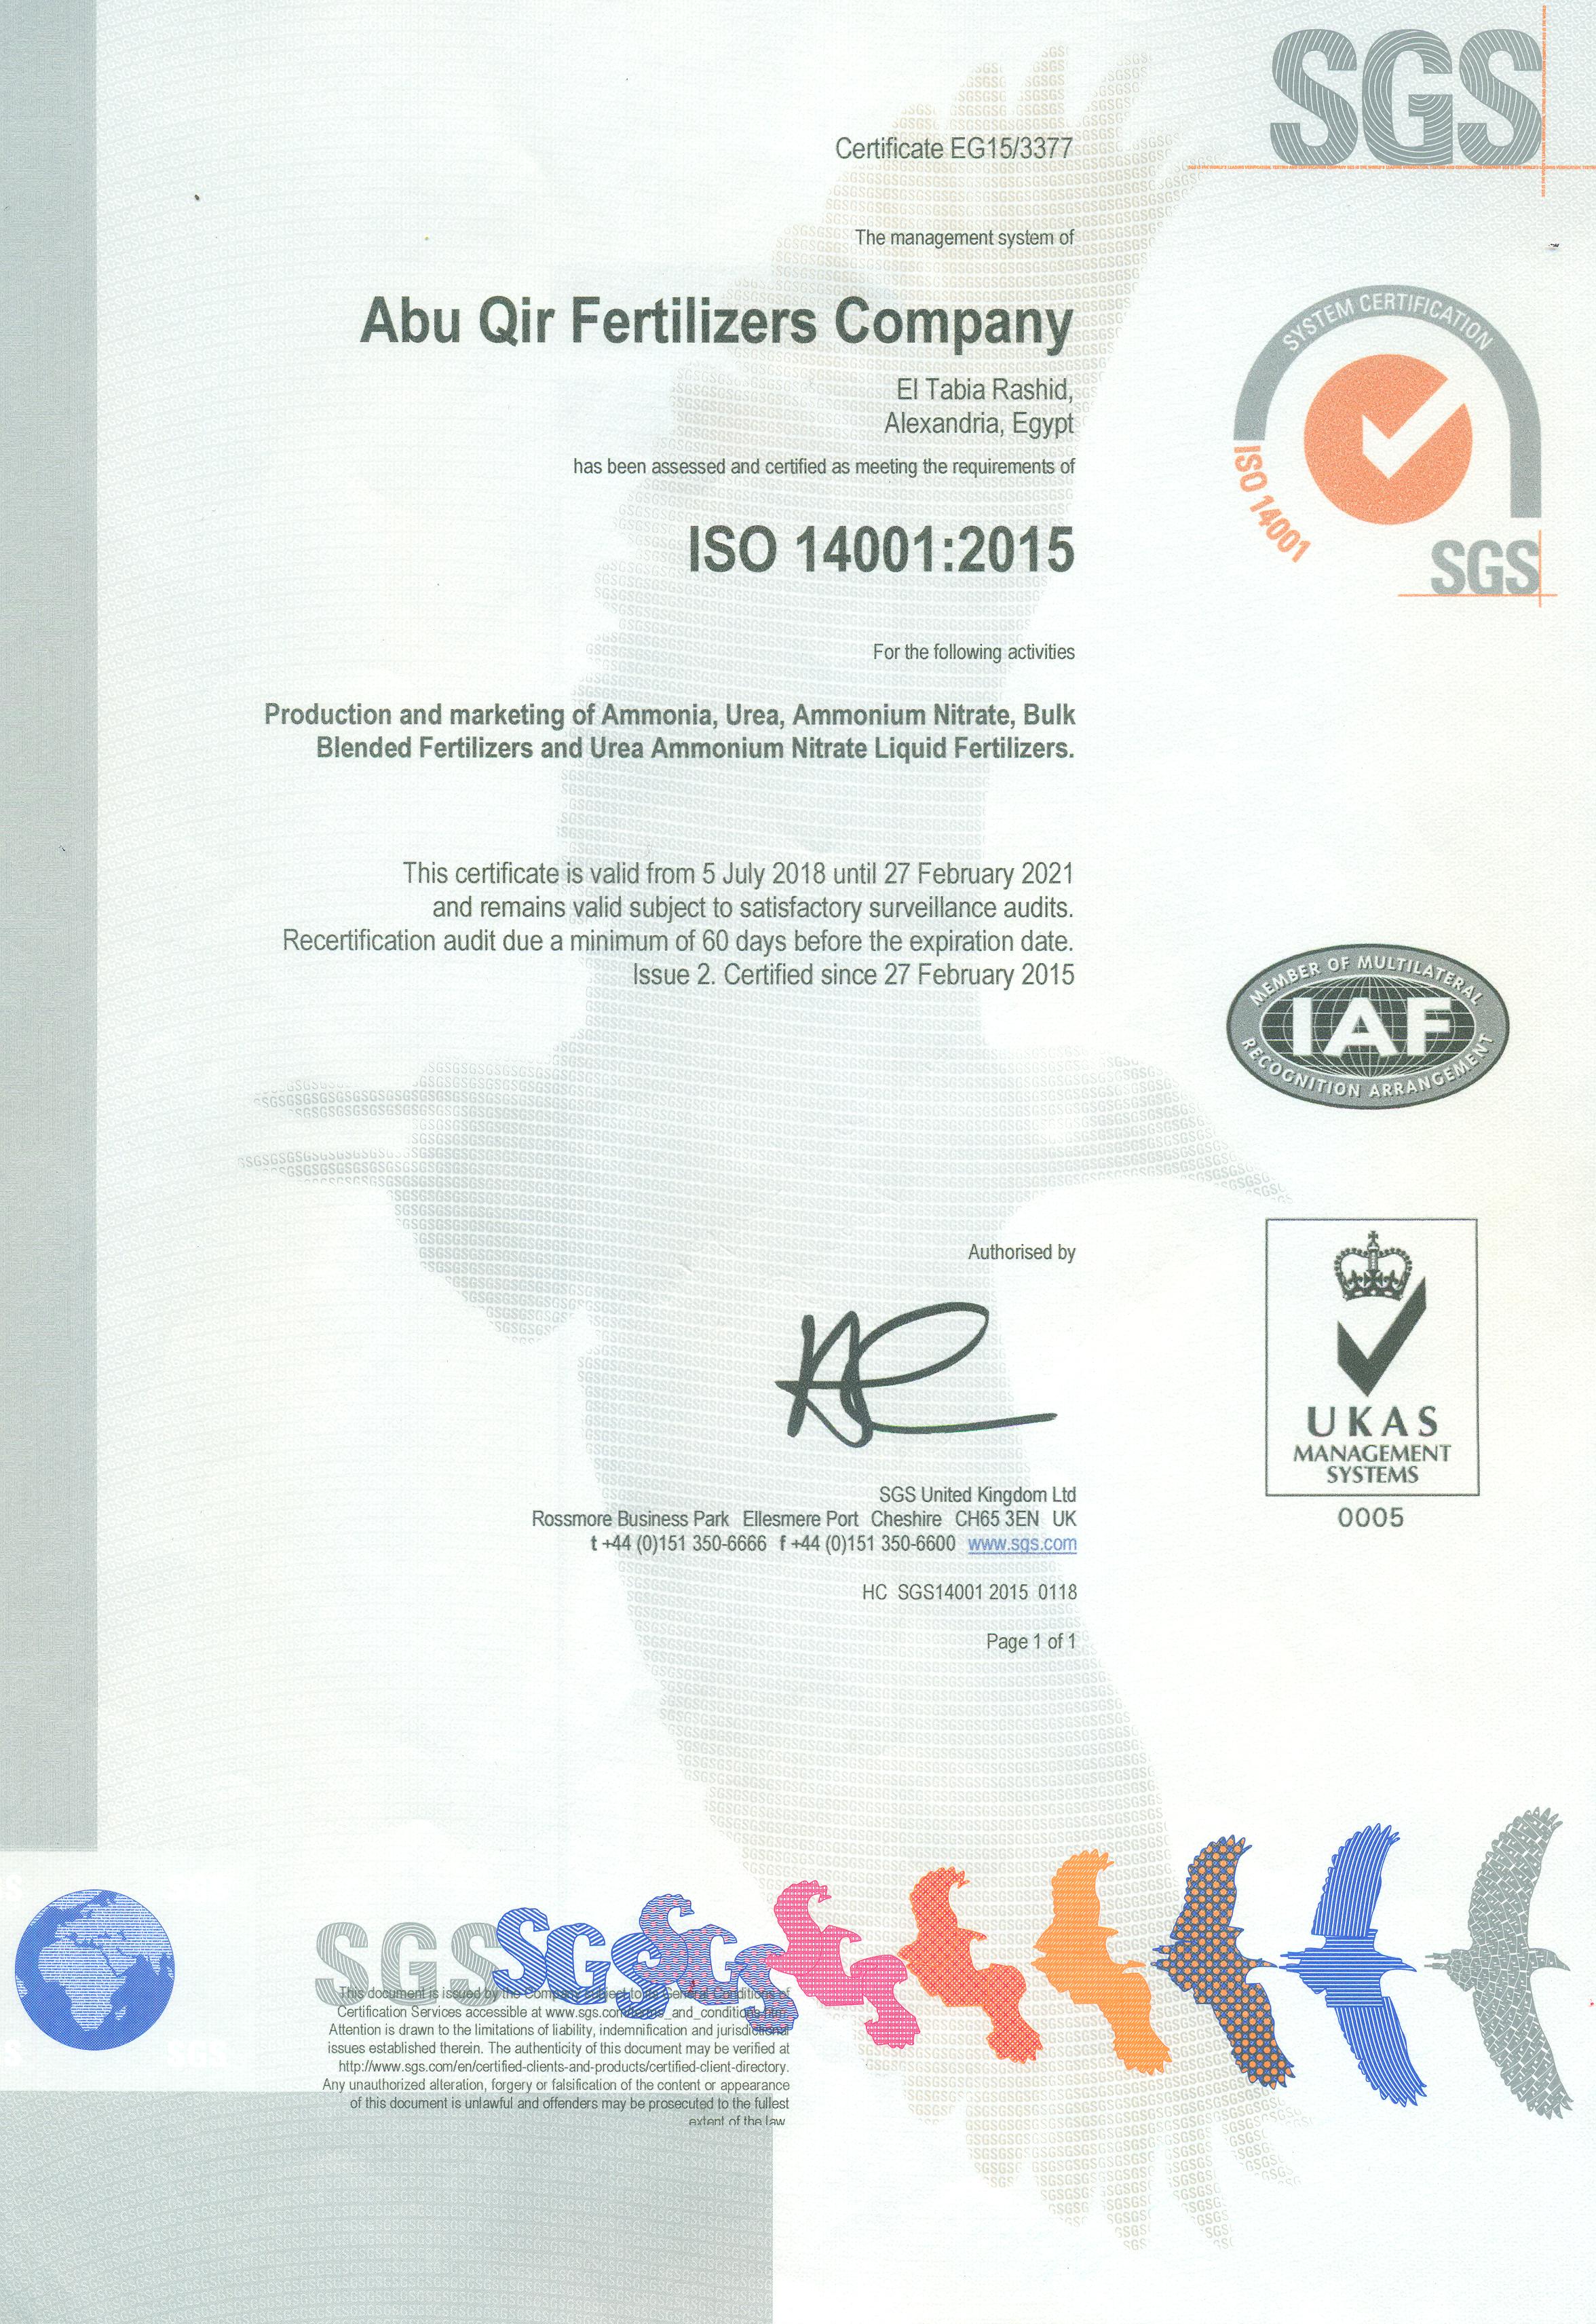 SGS
Certificate EG15/3377
The management system of
Abu Qir Fertilizers Company
El Tabia Rashid,
Alexandria, Egypt
has been assessed and certified as meeting the requirements of
ISO 14001:2015
SYSTEM CERTIFICATION
ISO 14001
SGS
For the following activities
Production and marketing of Ammonia, Urea, Ammonium Nitrate, Bulk
Blended Fertilizers and Urea Ammonium Nitrate Liquid Fertilizers.
This certificate is valid from 5 July 2018 until 27 February 2021
and remains valid subject to satisfactory surveillance audits.
Recertification audit due a minimum of 60 days before the expiration date.
Issue 2. Certified since 27 February 2015
MEMBER OF MULTILATERAL
IAF
RECOGNITION ARRANGEMENT
Authorised by
UKAS
MANAGEMENT
SYSTEMS
0005
SGS United Kingdom Ltd
Rossmore Business Park Ellesmere Port Cheshire CH65 3EN UK
t +44 (0)151 350-6666 f +44 (0)151 350-6600 www.sgs.com
HC SGS14001 2015 0118
Page 1 of 1
SGS SGS SGS
This document is issued by the Company subject to its General Conditions of
Certification Services accessible at
Attention is drawn to the limitations of liability, indemnification and jurisdictional
issues established therein. The authenticity of this document may be verified at
http://www.sgs.com/en/certified-clients-and-products/certified-client-directory.
Any unauthorized alteration, forgery or falsification of the content or appearance
of this document is unlawful and offenders may be prosecuted to the fullest
extent of the law.